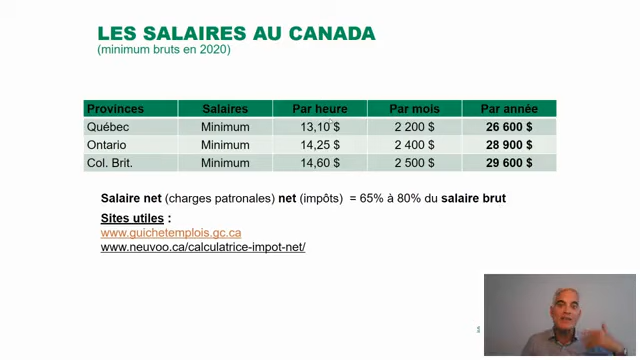 LES SALAIRES AU CANADA
(minimum bruts en 2020)
Provinces Salaires Par heure Par mois Par année
Québec Minimum 13,10 $ 2 200 $ 26 600 $
Ontario Minimum 14,25 $ 2 400 $ 28 900 $
Col. Brit. Minimum 14,60 $ 2 500 $ 29 600 $
Salaire net (charges patronales) net (impôts) = 65% à 80% du salaire brut
Sites utiles :
www.guichetemplois.gc.ca
www.neuvoo.ca/calculatrice-impot-net/